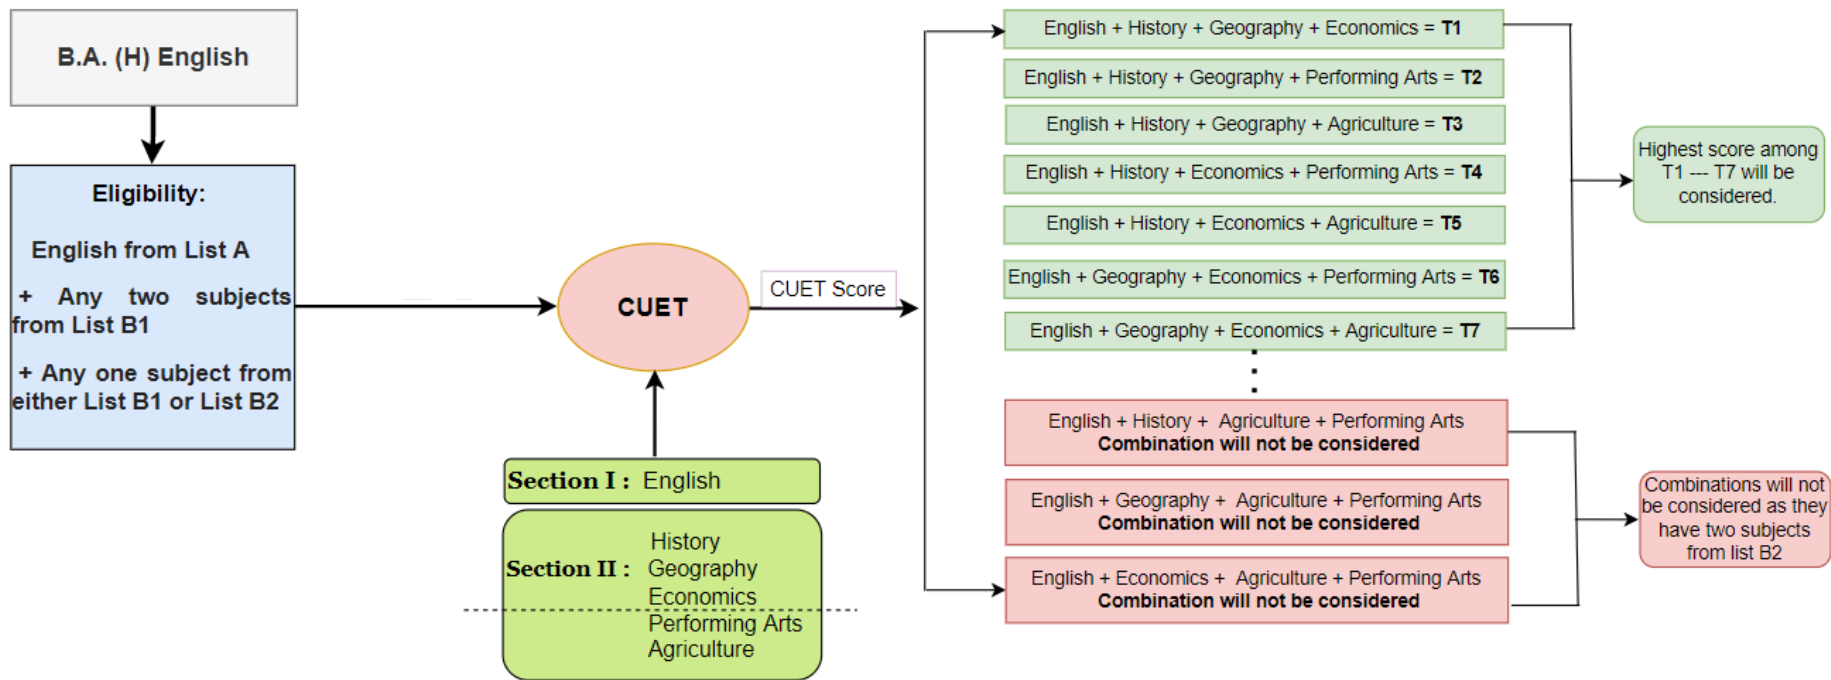 B.A. (H) English
Eligibility:
English from List A
+ Any two subjects
from List B1
+ Any one subject from
either List B1 or List B2
CUET
CUET Score
Section I : English
Section II :
History
Geography
Economics
Performing Arts
Agriculture
English + History + Geography + Economics = T1
English + History + Geography + Performing Arts = T2
English + History + Geography + Agriculture = T3
English + History + Economics + Performing Arts = T4
English + History + Economics + Agriculture = T5
English + Geography + Economics + Performing Arts = T6
English + Geography + Economics + Agriculture = T7
English + History + Agriculture + Performing Arts
Combination will not be considered
English + Geography + Agriculture + Performing Arts
Combination will not be considered
English + Economics + Agriculture + Performing Arts
Combination will not be considered
Highest score among
T1 --- T7 will be
considered.
Combinations will not
be considered as they
have two subjects
from list B2